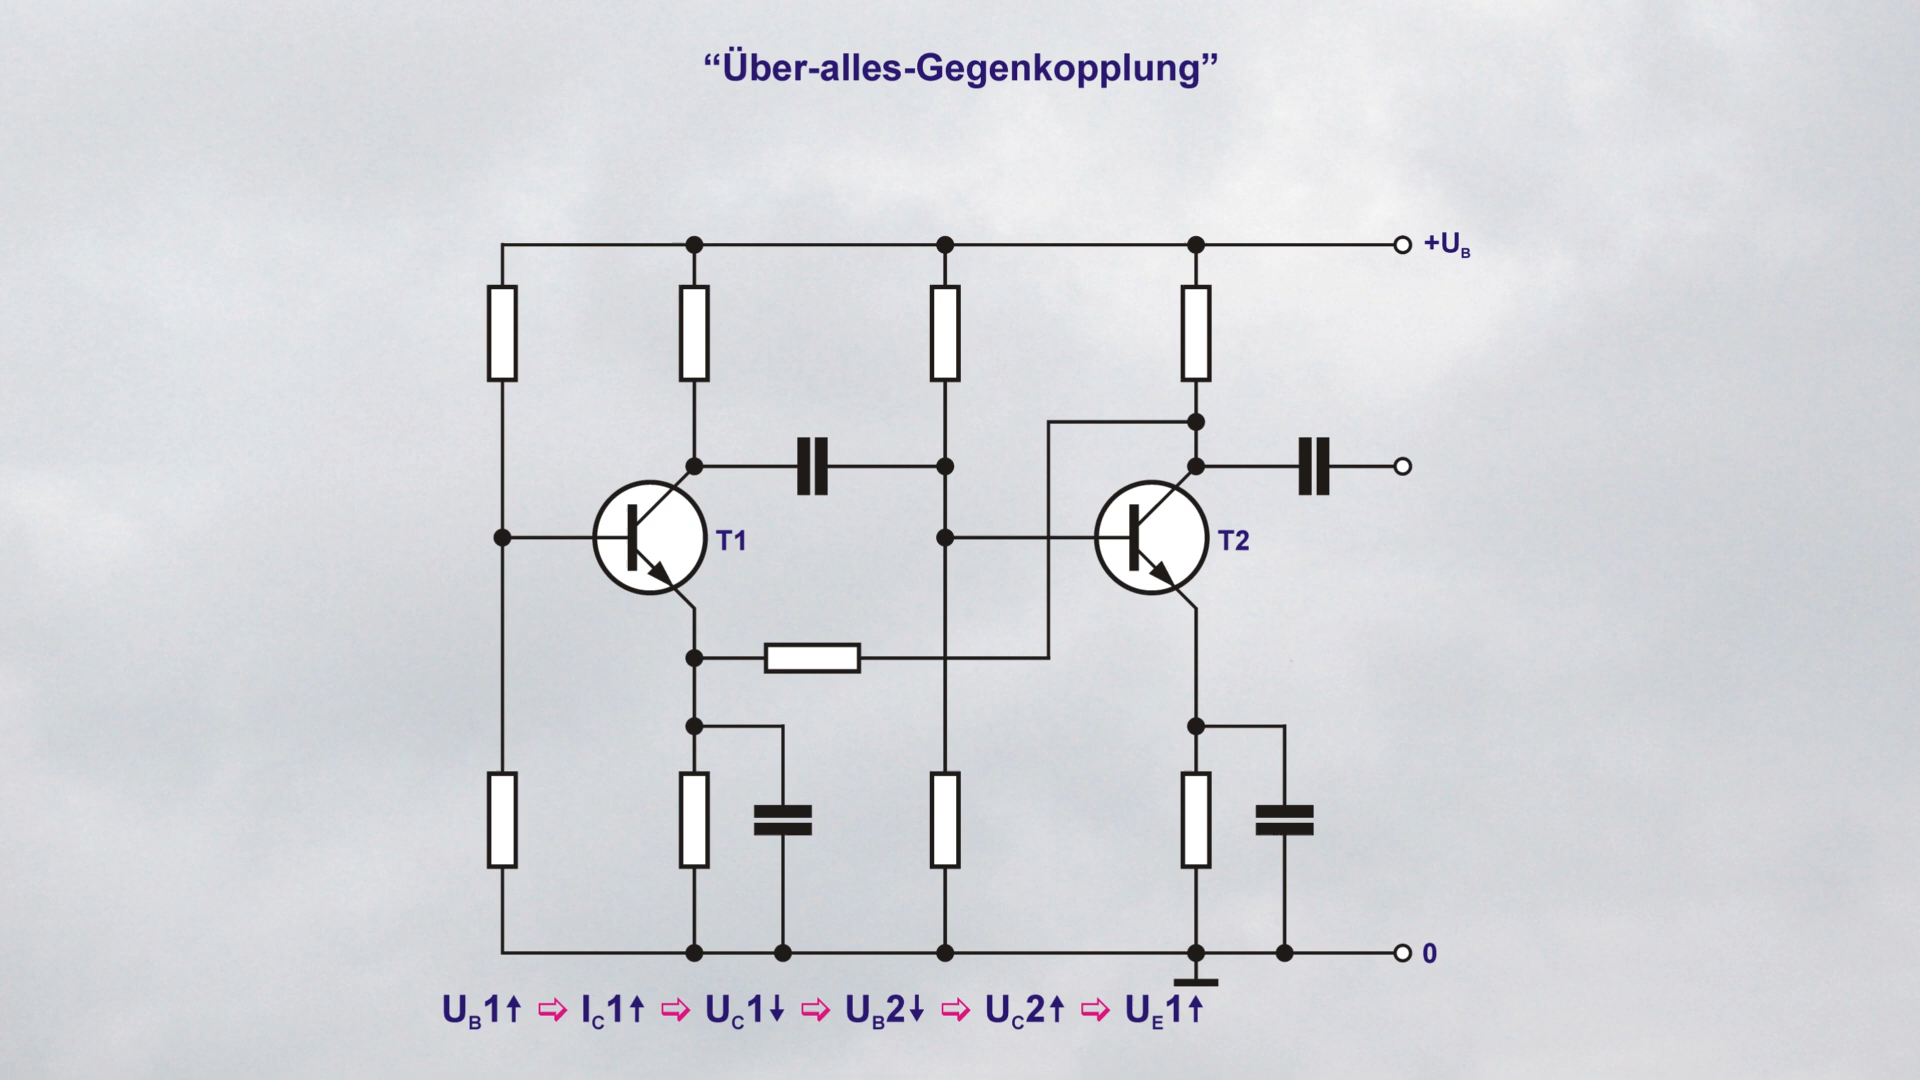 “Über-alles-Gegenkopplung”
+UB
T1
T2
0
UB1↑ ⇨ IC1↑ ⇨ UC1↓ ⇨ UB2↓ ⇨ UC2↑ ⇨ UE1↑